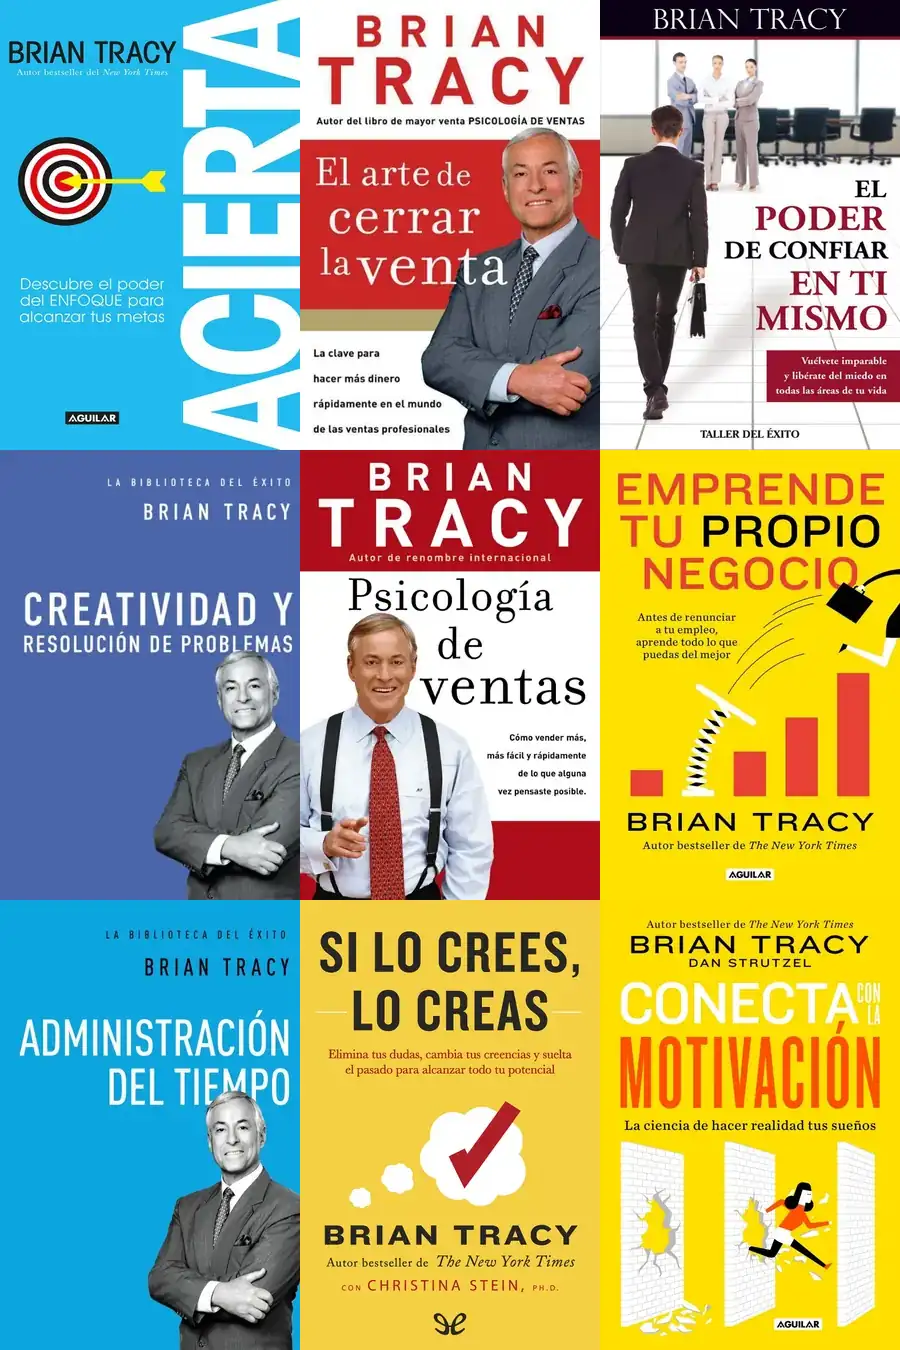 BRIAN TRACY
Autor bestseller del New York Times
ACIERTA
Descubre el poder
del ENFOQUE para
alcanzar tus metas
AGUILAR
BRIAN
TRACY
Autor del libro de mayor venta PSICOLOGÍA DE VENTAS
El arte de
cerrar
la venta
La clave para
hacer más dinero
rápidamente en el mundo
de las ventas profesionales
BRIAN TRACY
EL
PODER
DE CONFIAR
EN TI
MISMO
Vuélvete imparable
y libérate del miedo en
todas las áreas de tu vida
TALLER DEL ÉXITO
LA BIBLIOTECA DEL ÉXITO
BRIAN TRACY
CREATIVIDAD Y
RESOLUCIÓN DE PROBLEMAS
BRIAN
TRACY
Autor de renombre internacional
Psicología
de
ventas
Cómo vender más,
más fácil y rápidamente
de lo que alguna
vez pensaste posible.
EMPRENDE
TU PROPIO
NEGOCIO
Antes de renunciar
a tu empleo,
aprende todo lo que
puedas del mejor
BRIAN TRACY
Autor bestseller de The New York Times
AGUILAR
LA BIBLIOTECA DEL ÉXITO
BRIAN TRACY
ADMINISTRACIÓN
DEL TIEMPO
SI LO CREES,
LO CREAS
Elimina tus dudas, cambia tus creencias y suelta
el pasado para alcanzar todo tu potencial
BRIAN TRACY
Autor bestseller de The New York Times
CON CHRISTINA STEIN, PH.D.
Autor bestseller de The New York Times
BRIAN TRACY
DAN STRUTZEL
CONECTA CON LA
MOTIVACIÓN
La ciencia de hacer realidad tus sueños
AGUILAR